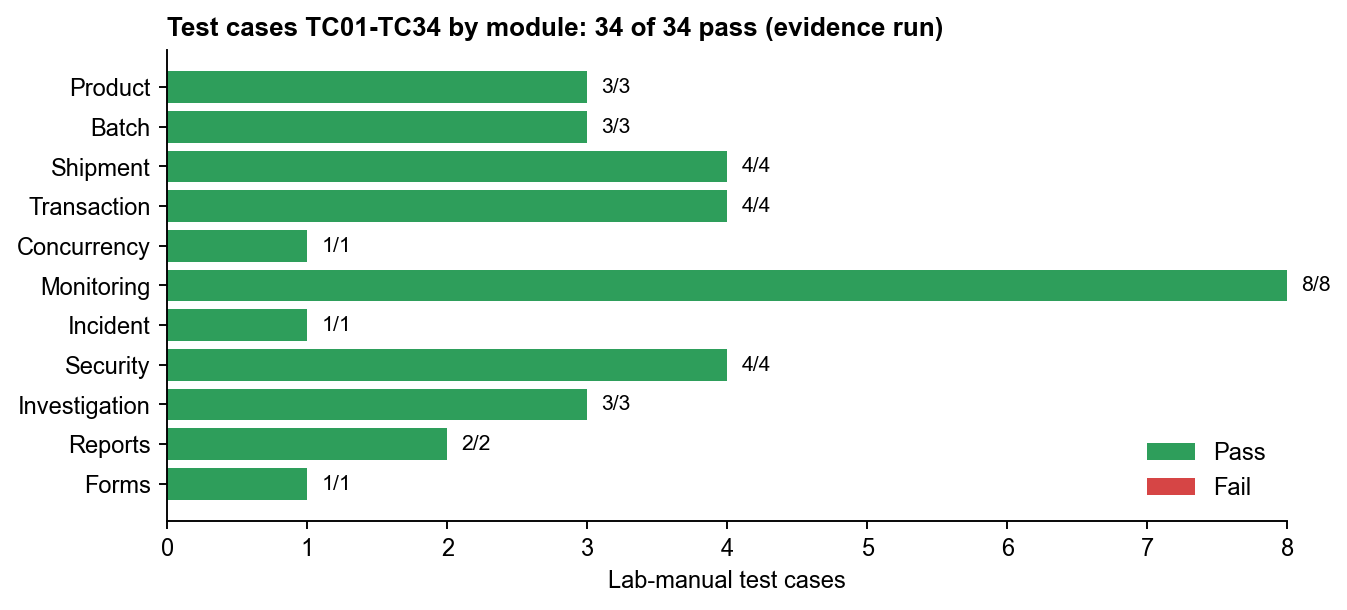 Test cases TC01-TC34 by module: 34 of 34 pass (evidence run)
Product 3/3
Batch 3/3
Shipment 4/4
Transaction 4/4
Concurrency 1/1
Monitoring 8/8
Incident 1/1
Security 4/4
Investigation 3/3
Reports 2/2
Forms 1/1
Pass
Fail
0 1 2 3 4 5 6 7 8
Lab-manual test cases